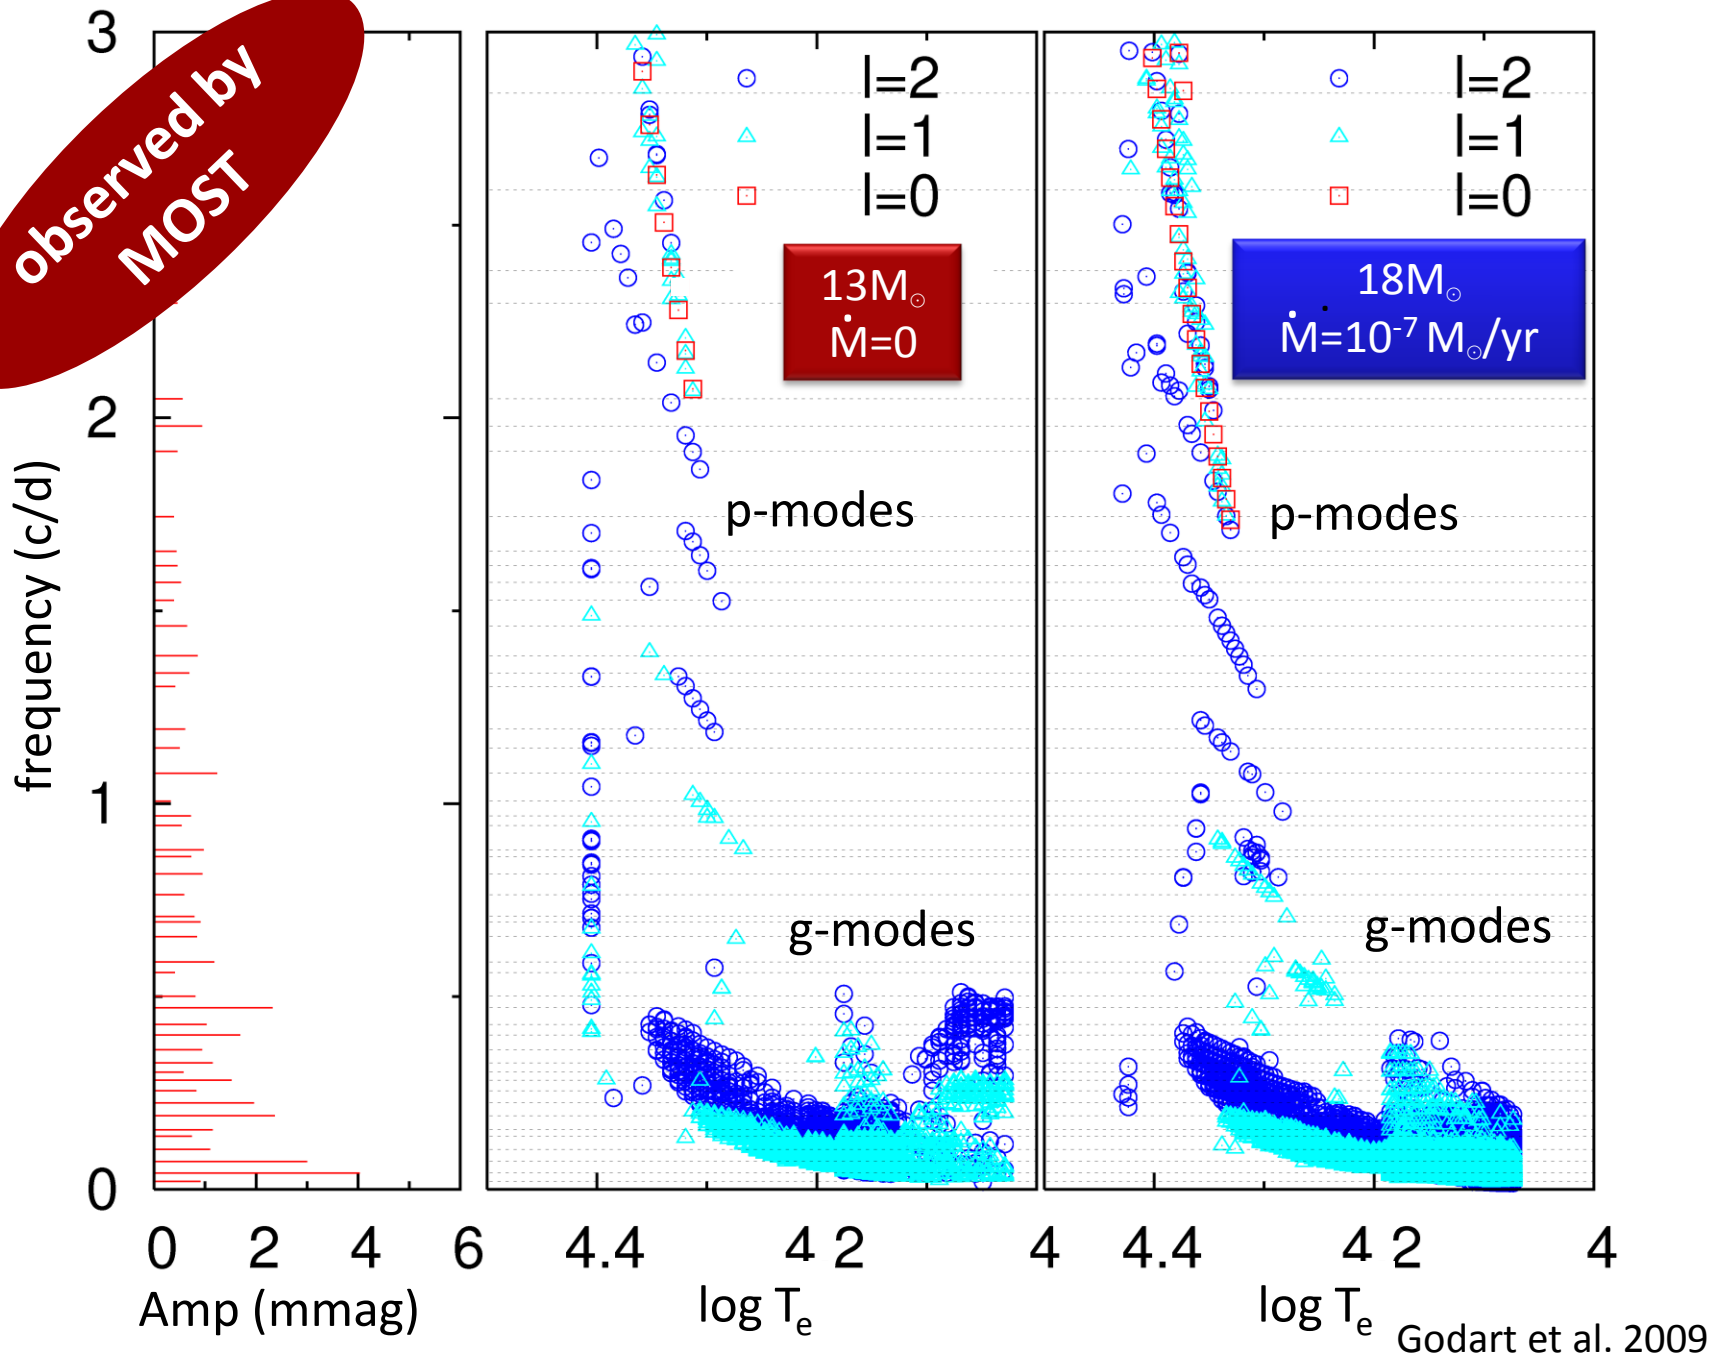 observed by
MOST
3
2
1
0
frequency (c/d)
0 2 4 6
Amp (mmag)
l=2
l=1
l=0
13M☉
Ṁ=0
p-modes
g-modes
4.4 4 2 4
log Te
l=2
l=1
l=0
18M☉
Ṁ=10-7 M☉/yr
p-modes
g-modes
4.4 4 2 4
log Te
Godart et al. 2009